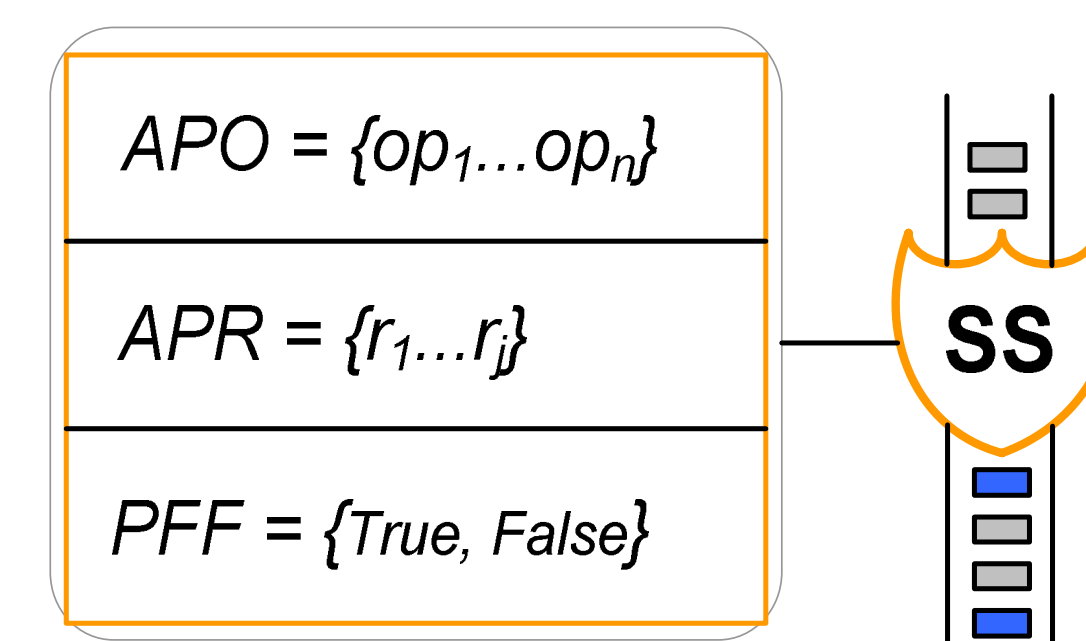 APO = {op₁...opₙ}
APR = {r₁...rⱼ}
SS
PFF = {True, False}